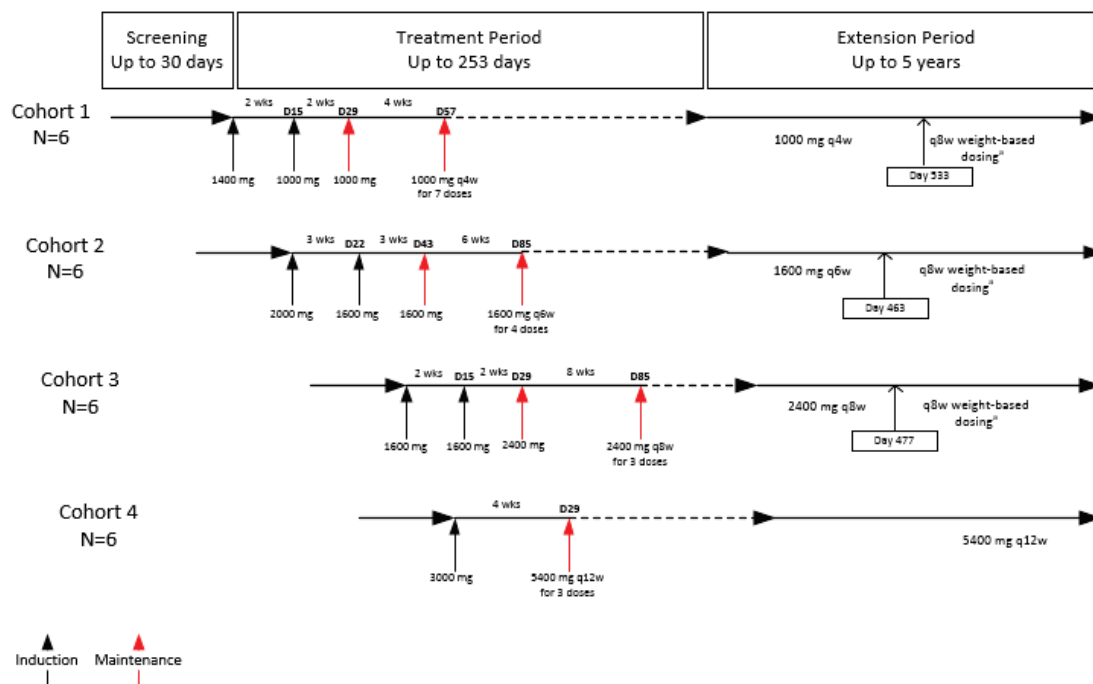 Screening
Up to 30 days
Treatment Period
Up to 253 days
Extension Period
Up to 5 years
Cohort 1
N=6
2 wks
D15
2 wks
D29
4 wks
D57
1400 mg
1000 mg
1000 mg
1000 mg q4w
for 7 doses
1000 mg q4w
q8w weight-based
dosingᵃ
Day 533
Cohort 2
N=6
3 wks
D22
3 wks
D43
6 wks
D85
2000 mg
1600 mg
1600 mg
1600 mg q6w
for 4 doses
1600 mg q6w
q8w weight-based
dosingᵃ
Day 463
Cohort 3
N=6
2 wks
D15
2 wks
D29
8 wks
D85
1600 mg
1600 mg
2400 mg
2400 mg q8w
for 3 doses
2400 mg q8w
q8w weight-based
dosingᵃ
Day 477
Cohort 4
N=6
4 wks
D29
3000 mg
5400 mg q12w
for 3 doses
5400 mg q12w
Induction
Maintenance